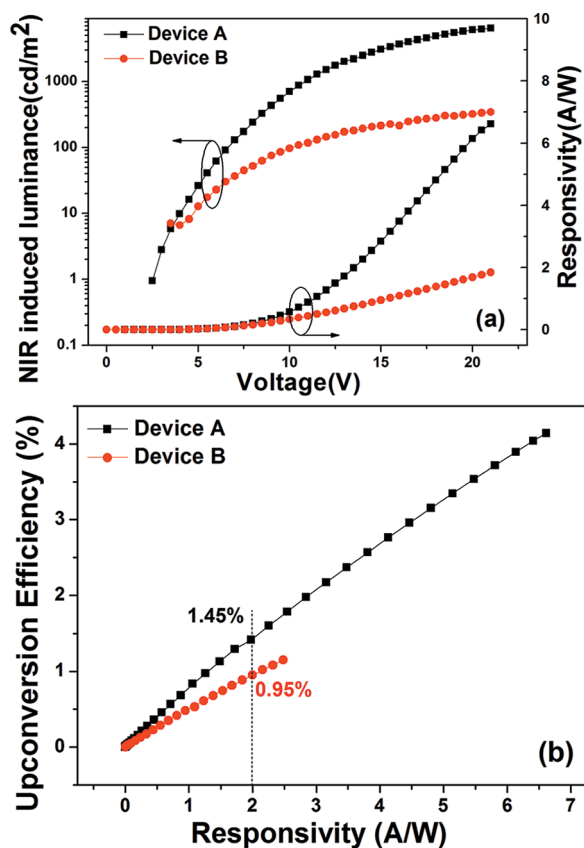 Device A
Device B
NIR induced luminance(cd/m²)
1000
100
10
1
0.1
10
8
6
4
2
0
Responsivity(A/W)
0 5 10 15 20
Voltage(V)
(a)
Device A
Device B
Upconversion Efficiency (%)
4
3
2
1
0
1.45%
0.95%
(b)
0 1 2 3 4 5 6 7
Responsivity (A/W)